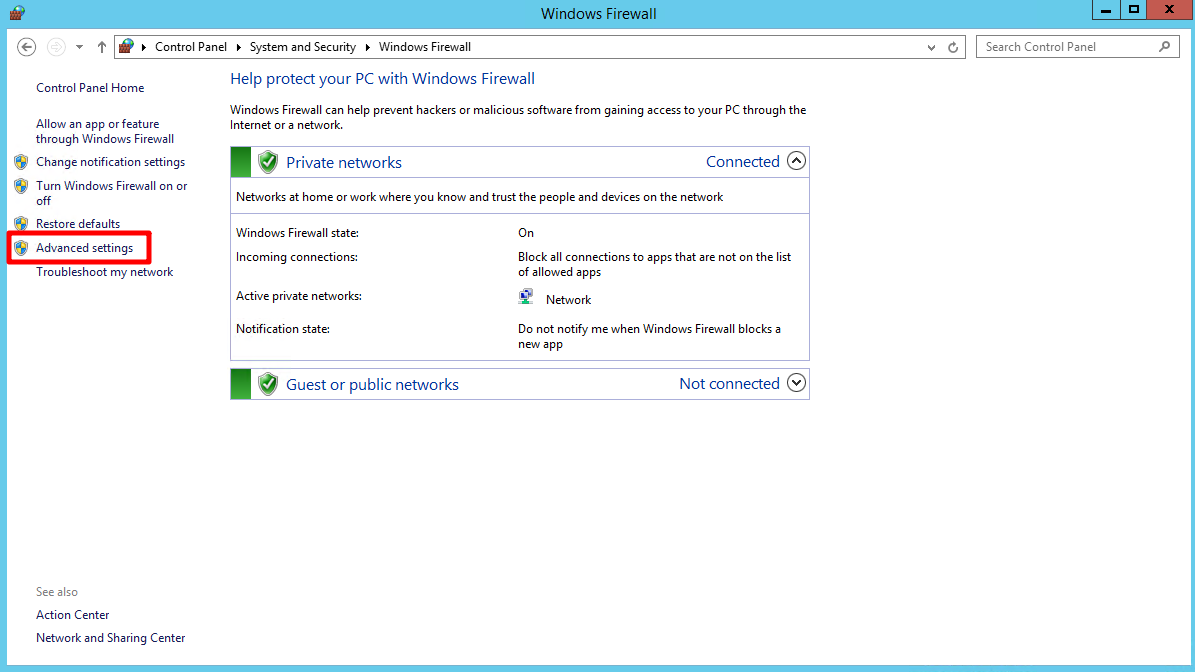 Windows Firewall
Control Panel
System and Security
Windows Firewall
Search Control Panel
Control Panel Home
Allow an app or feature
through Windows Firewall
Change notification settings
Turn Windows Firewall on or
off
Restore defaults
Advanced settings
Troubleshoot my network
See also
Action Center
Network and Sharing Center
Help protect your PC with Windows Firewall
Windows Firewall can help prevent hackers or malicious software from gaining access to your PC through the
Internet or a network.
Private networks Connected
Networks at home or work where you know and trust the people and devices on the network
Windows Firewall state: On
Incoming connections: Block all connections to apps that are not on the list
of allowed apps
Active private networks: Network
Notification state: Do not notify me when Windows Firewall blocks a
new app
Guest or public networks Not connected